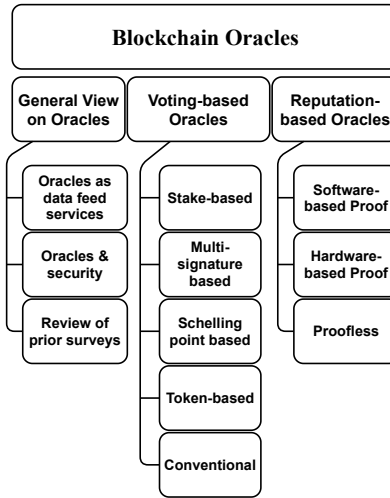 Blockchain Oracles
General View
on Oracles
Oracles as
data feed
services
Oracles &
security
Review of
prior surveys
Voting-based
Oracles
Stake-based
Multi-
signature
based
Schelling
point based
Token-based
Conventional
Reputation-
based Oracles
Software-
based Proof
Hardware-
based Proof
Proofless